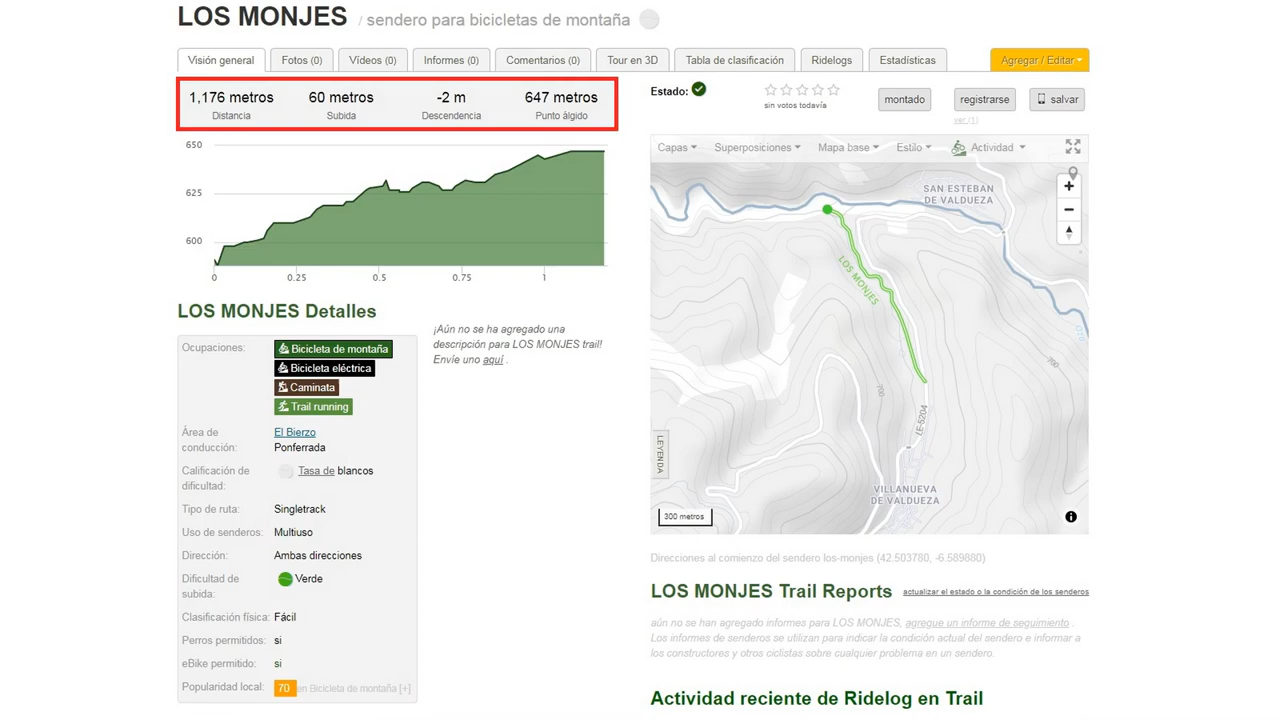 LOS MONJES / sendero para bicicletas de montaña
Visión general
Fotos (0)
Vídeos (0)
Informes (0)
Comentarios (0)
Tour en 3D
Tabla de clasificación
Ridelogs
Estadísticas
Agregar / Editar
1,176 metros
Distancia
60 metros
Subida
-2 m
Descendencia
647 metros
Punto álgido
Estado:
sin votos todavía
montado
registrarse
salvar
ver (1)
650
625
600
0
0.25
0.5
0.75
1
Capas
Superposiciones
Mapa base
Estilo
Actividad
SAN ESTEBAN
DE VALDUEZA
LOS MONJES
700
700
LE-5204
LEYENDA
VILLANUEVA
DE VALDUEZA
300 metros
LOS MONJES Detalles
Ocupaciones:
Bicicleta de montaña
Bicicleta eléctrica
Caminata
Trail running
Área de
conducción:
El Bierzo
Ponferrada
Calificación de
dificultad:
Tasa de blancos
Tipo de ruta: Singletrack
Uso de senderos: Multiuso
Dirección: Ambas direcciones
Dificultad de
subida:
Verde
Clasificación física: Fácil
Perros permitidos: si
eBike permitido: si
Popularidad local: 70 en Bicicleta de montaña [+]
¡Aún no se ha agregado una
descripción para LOS MONJES trail!
Envíe uno aquí .
Direcciones al comienzo del sendero los-monjes (42.503780, -6.589880)
LOS MONJES Trail Reports
actualizar el estado o la condición de los senderos
aún no se han agregado informes para LOS MONJES, agregue un informe de seguimiento .
Los informes de senderos se utilizan para indicar la condición actual del sendero e informar a
los constructores y otros ciclistas sobre cualquier problema en un sendero.
Actividad reciente de Ridelog en Trail